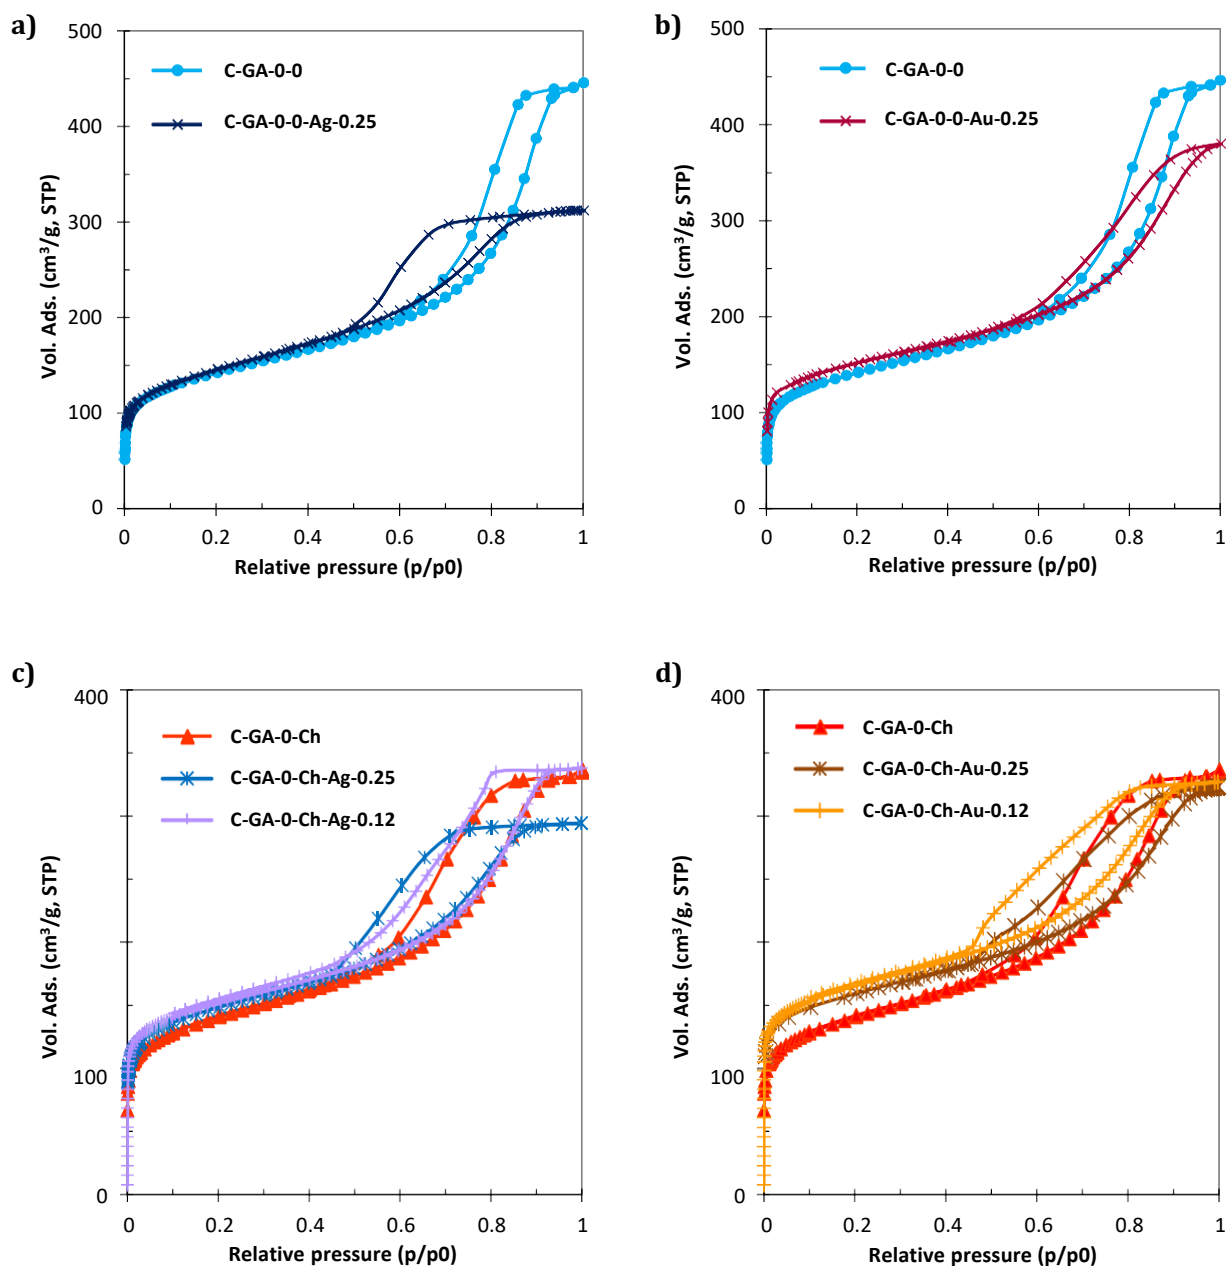 a)
500
400
300
200
100
0
Vol. Ads. (cm³/g, STP)
C-GA-0-0
C-GA-0-0-Ag-0.25
0 0.2 0.4 0.6 0.8 1
Relative pressure (p/p0)
b)
500
400
300
200
100
0
Vol. Ads. (cm³/g, STP)
C-GA-0-0
C-GA-0-0-Au-0.25
0 0.2 0.4 0.6 0.8 1
Relative pressure (p/p0)
c)
400
100
0
Vol. Ads. (cm³/g, STP)
C-GA-0-Ch
C-GA-0-Ch-Ag-0.25
C-GA-0-Ch-Ag-0.12
0 0.2 0.4 0.6 0.8 1
Relative pressure (p/p0)
d)
400
100
0
Vol. Ads. (cm³/g, STP)
C-GA-0-Ch
C-GA-0-Ch-Au-0.25
C-GA-0-Ch-Au-0.12
0 0.2 0.4 0.6 0.8 1
Relative pressure (p/p0)